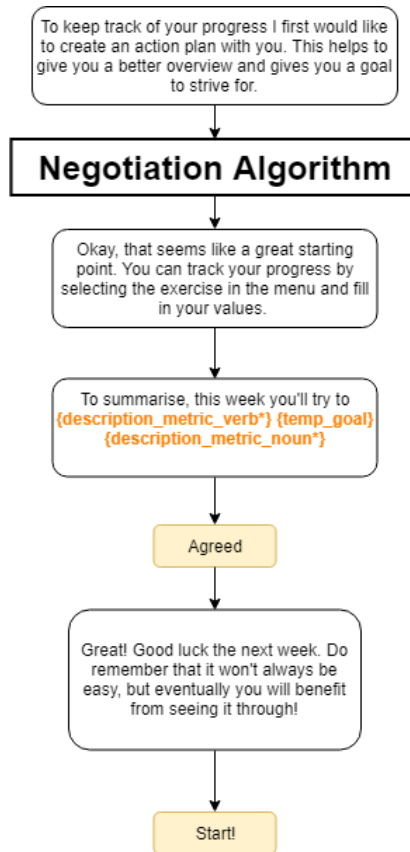 To keep track of your progress I first would like
to create an action plan with you. This helps to
give you a better overview and gives you a goal
to strive for.
Negotiation Algorithm
Okay, that seems like a great starting
point. You can track your progress by
selecting the exercise in the menu and fill
in your values.
To summarise, this week you'll try to
{description_metric_verb*} {temp_goal}
{description_metric_noun*}
Agreed
Great! Good luck the next week. Do
remember that it won't always be
easy, but eventually you will benefit
from seeing it through!
Start!